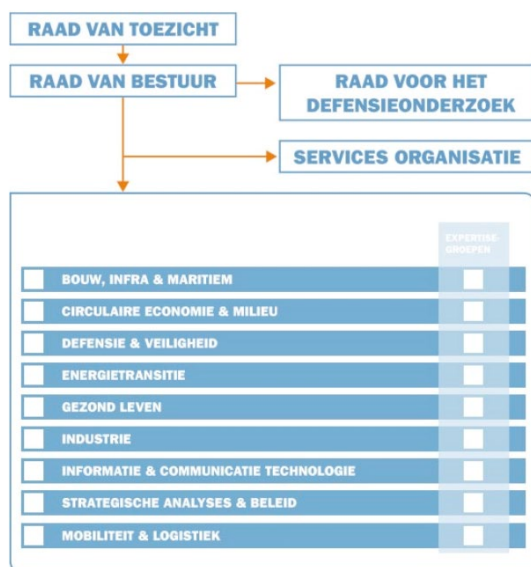 RAAD VAN TOEZICHT
RAAD VAN BESTUUR
RAAD VOOR HET
DEFENSIEONDERZOEK
SERVICES ORGANISATIE
EXPERTISE-
GROEPEN
BOUW, INFRA & MARITIEM
CIRCULAIRE ECONOMIE & MILIEU
DEFENSIE & VEILIGHEID
ENERGIETRANSITIE
GEZOND LEVEN
INDUSTRIE
INFORMATIE & COMMUNICATIE TECHNOLOGIE
STRATEGISCHE ANALYSES & BELEID
MOBILITEIT & LOGISTIEK